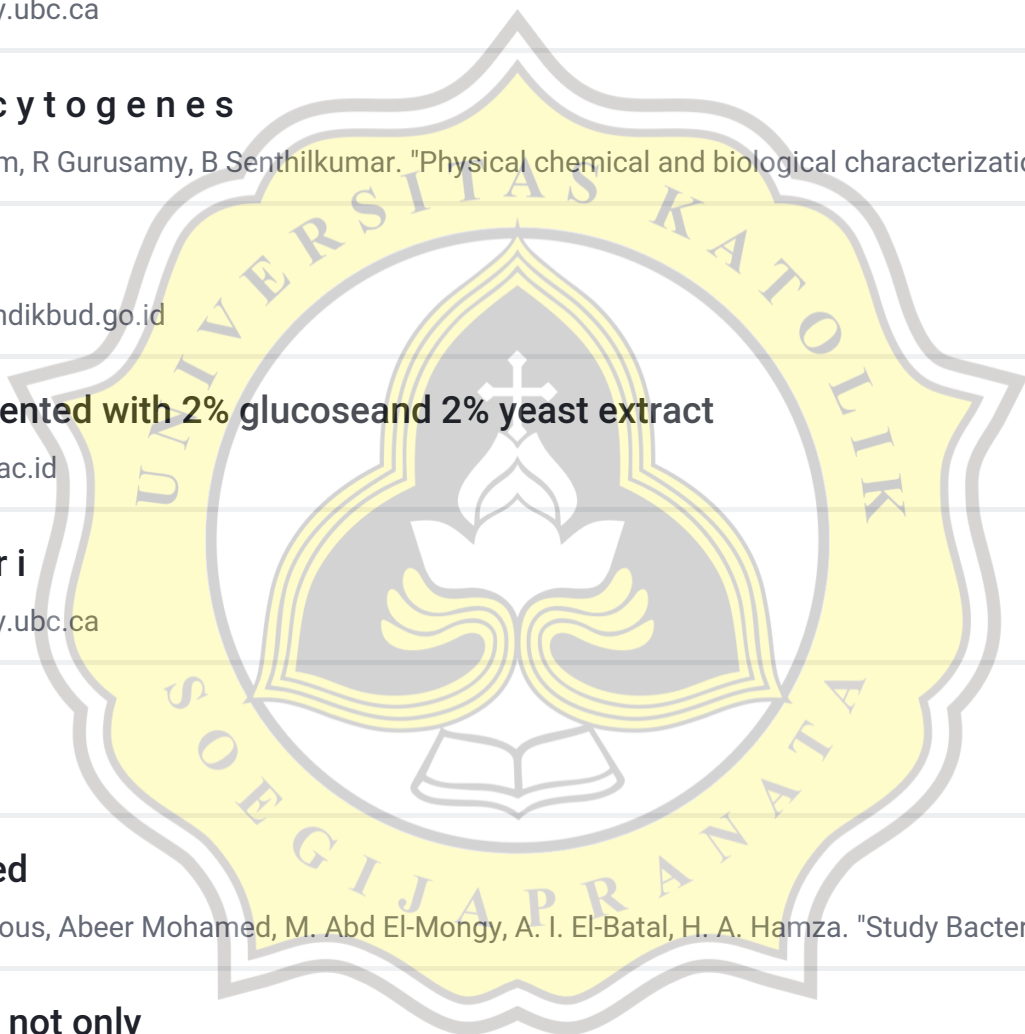 y.ubc.ca
cytogenes
m, R Gurusamy, B Senthilkumar. "Physical chemical and biological characterizatio
UNIVERSITAS KATOLIK
ndikbud.go.id
ented with 2% glucoseand 2% yeast extract
ac.id
r i
y.ubc.ca
SOEGIJAPRANATA
ed
ous, Abeer Mohamed, M. Abd El-Mongy, A. I. El-Batal, H. A. Hamza. "Study Bacter
not only